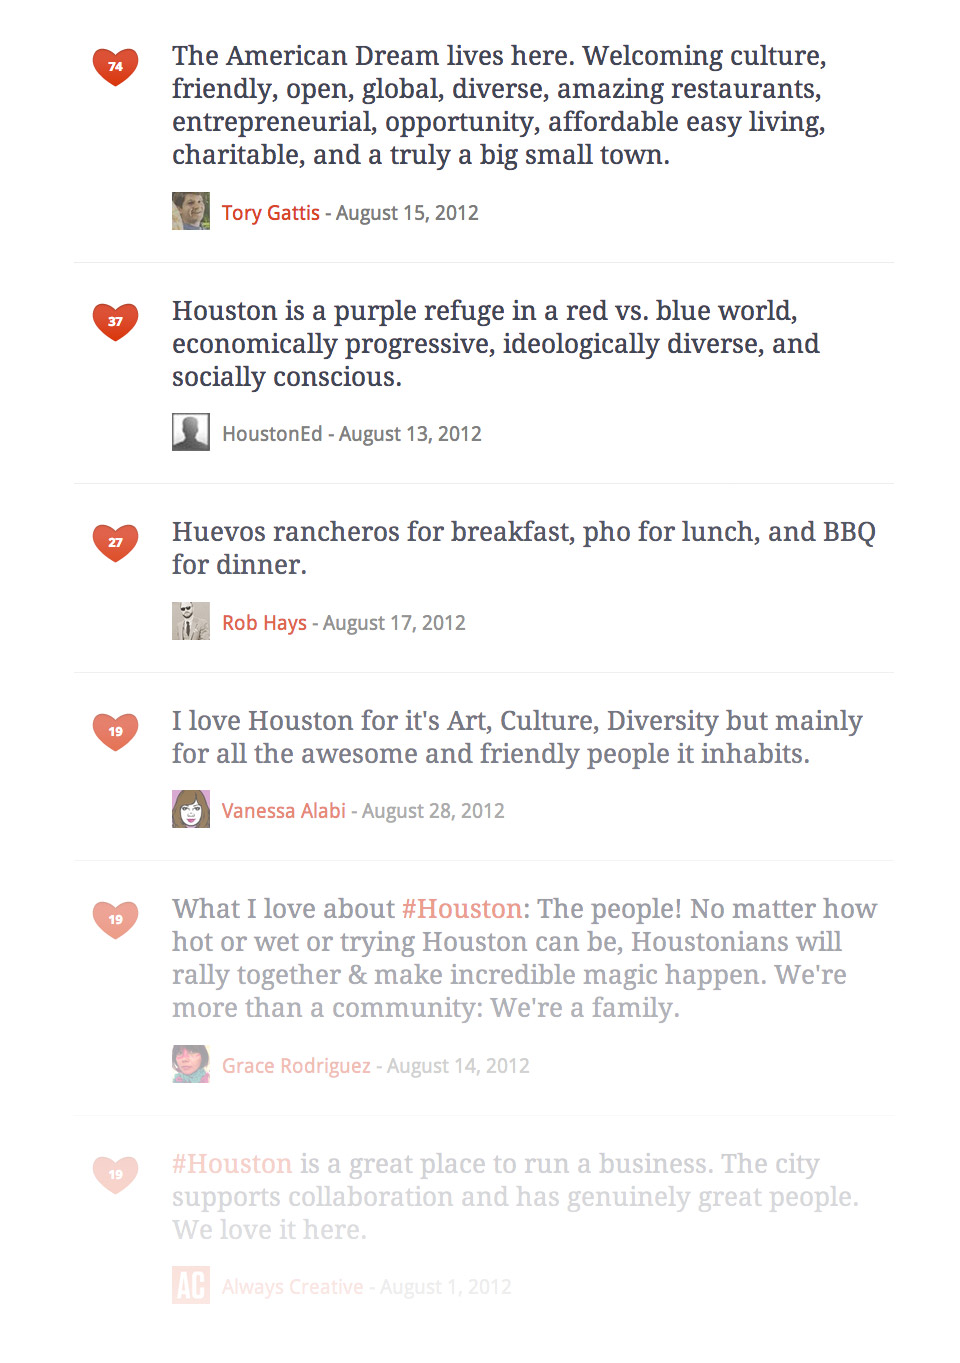 74
The American Dream lives here. Welcoming culture,
friendly, open, global, diverse, amazing restaurants,
entrepreneurial, opportunity, affordable easy living,
charitable, and a truly a big small town.
Tory Gattis - August 15, 2012
37
Houston is a purple refuge in a red vs. blue world,
economically progressive, ideologically diverse, and
socially conscious.
HoustonEd - August 13, 2012
27
Huevos rancheros for breakfast, pho for lunch, and BBQ
for dinner.
Rob Hays - August 17, 2012
19
I love Houston for it's Art, Culture, Diversity but mainly
for all the awesome and friendly people it inhabits.
Vanessa Alabi - August 28, 2012
19
What I love about #Houston: The people! No matter how
hot or wet or trying Houston can be, Houstonians will
rally together & make incredible magic happen. We're
more than a community: We're a family.
Grace Rodriguez - August 14, 2012
19
#Houston is a great place to run a business. The city
supports collaboration and has genuinely great people.
We love it here.
AC
Always Creative - August 1, 2012